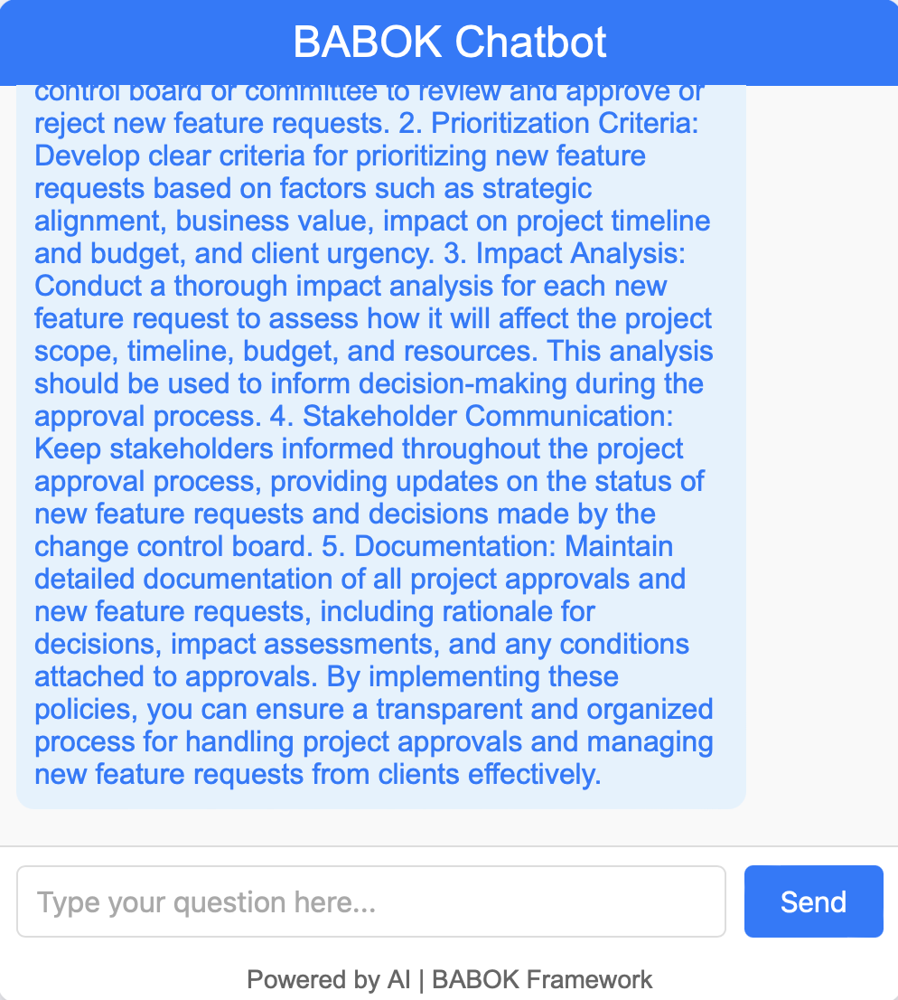 BABOK Chatbot
control board or committee to review and approve or
reject new feature requests. 2. Prioritization Criteria:
Develop clear criteria for prioritizing new feature
requests based on factors such as strategic
alignment, business value, impact on project timeline
and budget, and client urgency. 3. Impact Analysis:
Conduct a thorough impact analysis for each new
feature request to assess how it will affect the project
scope, timeline, budget, and resources. This analysis
should be used to inform decision-making during the
approval process. 4. Stakeholder Communication:
Keep stakeholders informed throughout the project
approval process, providing updates on the status of
new feature requests and decisions made by the
change control board. 5. Documentation: Maintain
detailed documentation of all project approvals and
new feature requests, including rationale for
decisions, impact assessments, and any conditions
attached to approvals. By implementing these
policies, you can ensure a transparent and organized
process for handling project approvals and managing
new feature requests from clients effectively.
Type your question here...
Send
Powered by AI | BABOK Framework